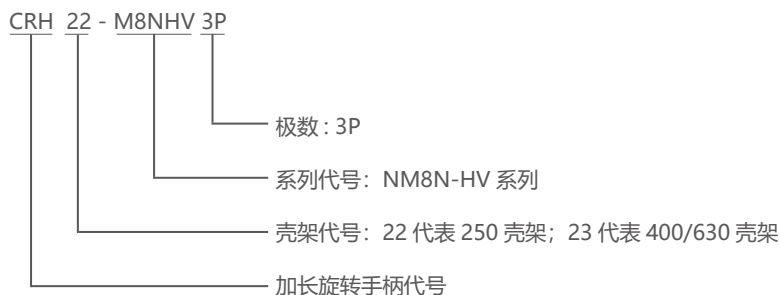 CRH 22 - M8NHV 3P
极数 : 3P
系列代号：NM8N-HV 系列
壳架代号：22 代表 250 壳架；23 代表 400/630 壳架
加长旋转手柄代号